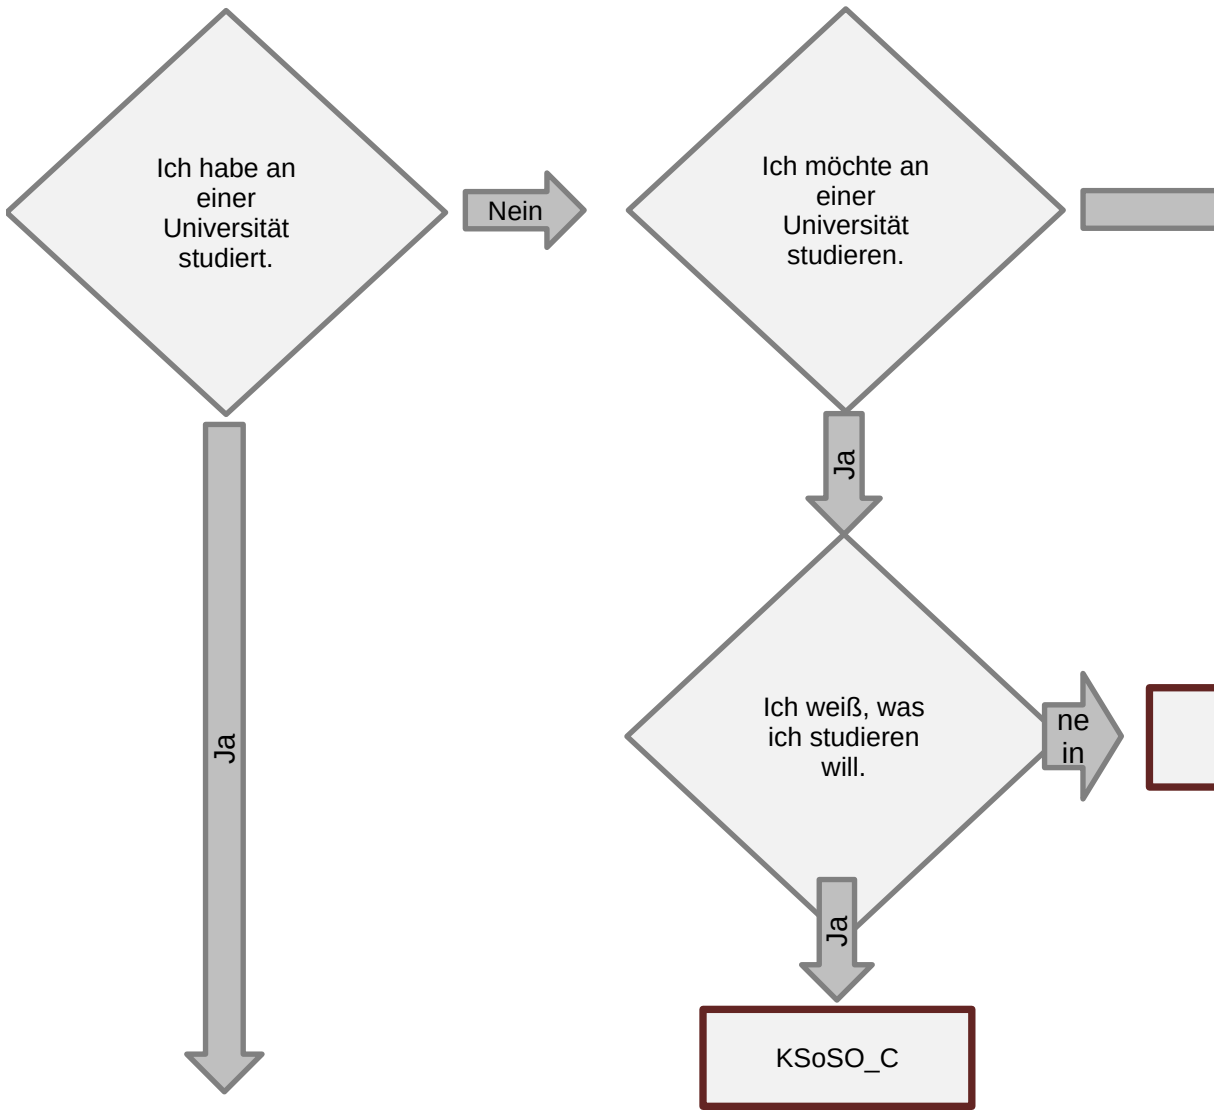 Ich habe an
einer
Universität
studiert.
Nein
Ich möchte an
einer
Universität
studieren.
Ja
Ich weiß, was
ich studieren
will.
ne
in
Ja
Ja
KSoSO_C